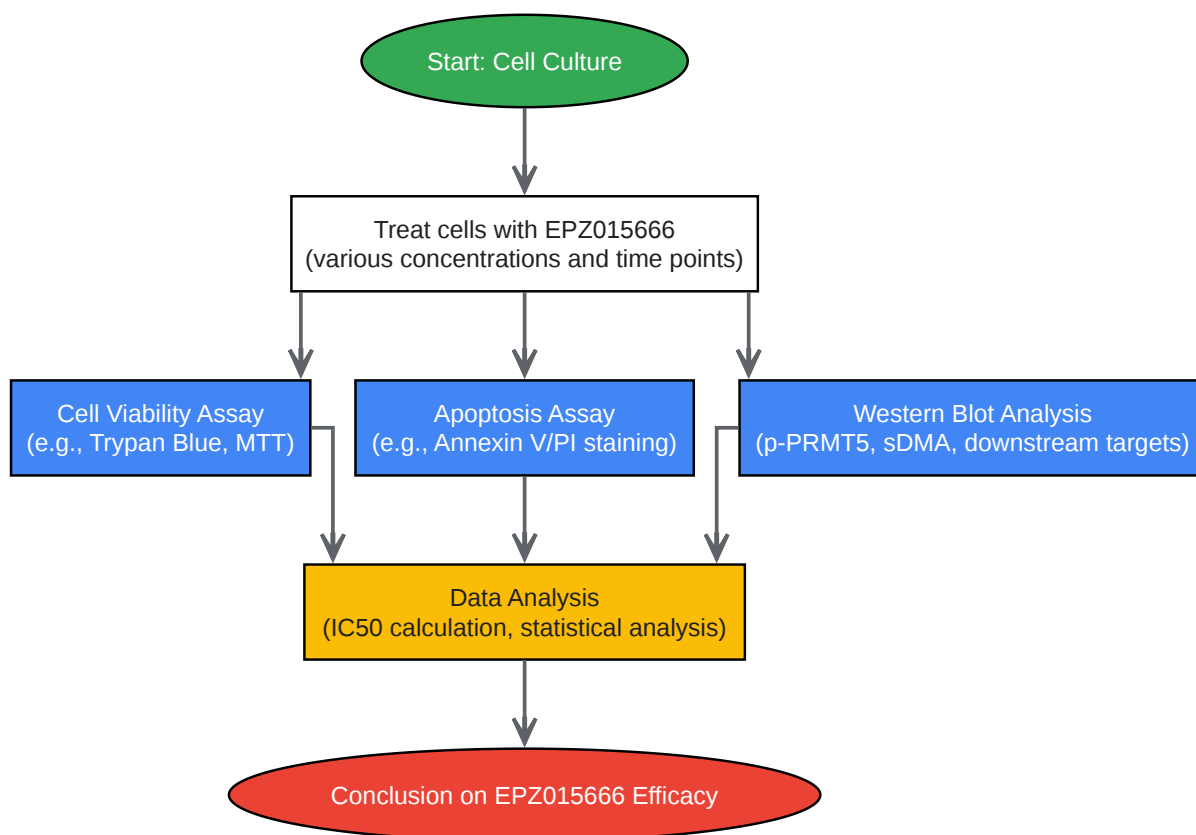 Start: Cell Culture
Treat cells with EPZ015666
(various concentrations and time points)
Cell Viability Assay
(e.g., Trypan Blue, MTT)
Apoptosis Assay
(e.g., Annexin V/PI staining)
Western Blot Analysis
(p-PRMT5, sDMA, downstream targets)
Data Analysis
(IC50 calculation, statistical analysis)
Conclusion on EPZ015666 Efficacy